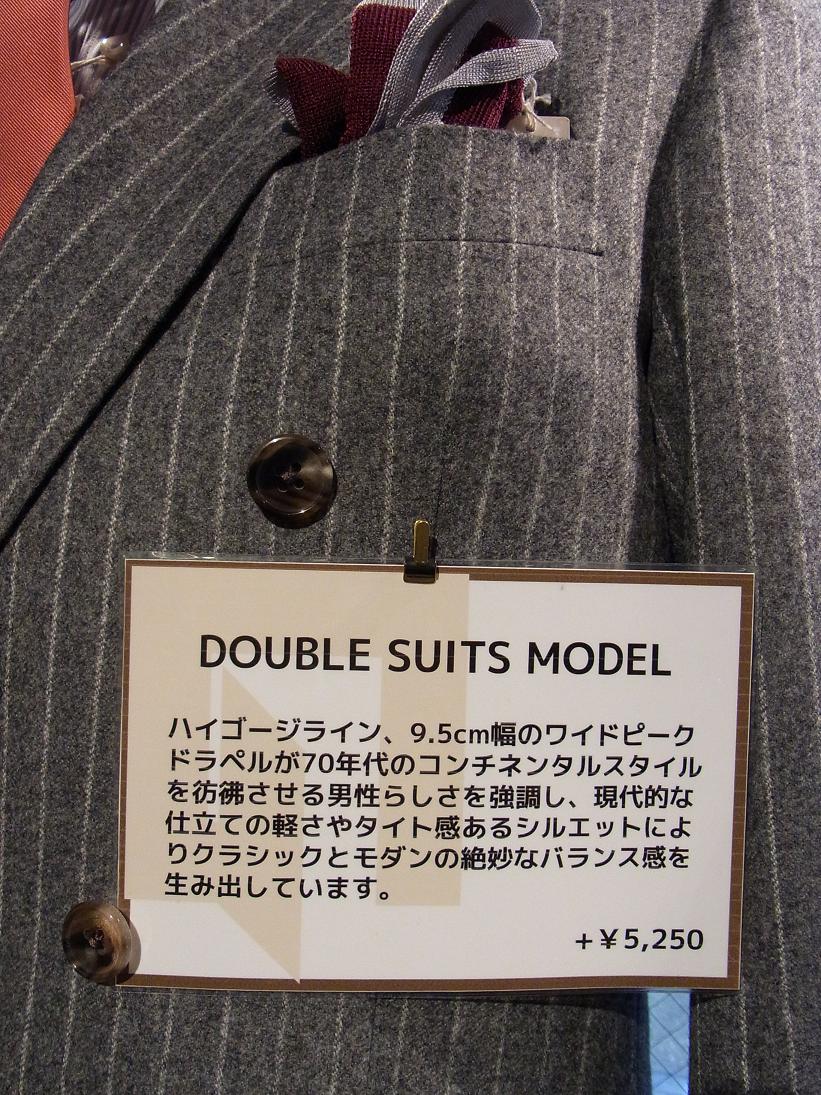 DOUBLE SUITS MODEL
ハイゴージライン、9.5cm幅のワイドピーク
ドラペルが70年代のコンチネンタルスタイル
を彷彿させる男性らしさを強調し、現代的な
仕立ての軽さやタイト感あるシルエットによ
りクラシックとモダンの絶妙なバランス感を
生み出しています。
+￥5,250